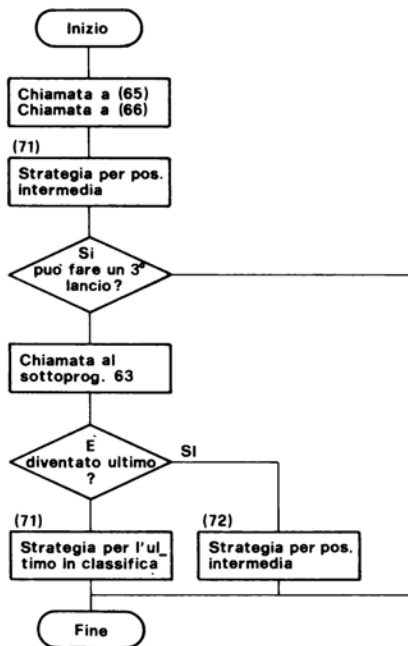 Inizio
Chiamata a (65)
Chiamata a (66)
(71)
Strategia per pos.
intermedia
Si
può fare un 3°
lancio?
Chiamata al
sottoprog. 63
E'
diventato ultimo
?
SI
(71)
Strategia per l'ul_
timo in classifica
(72)
Strategia per pos.
intermedia
Fine